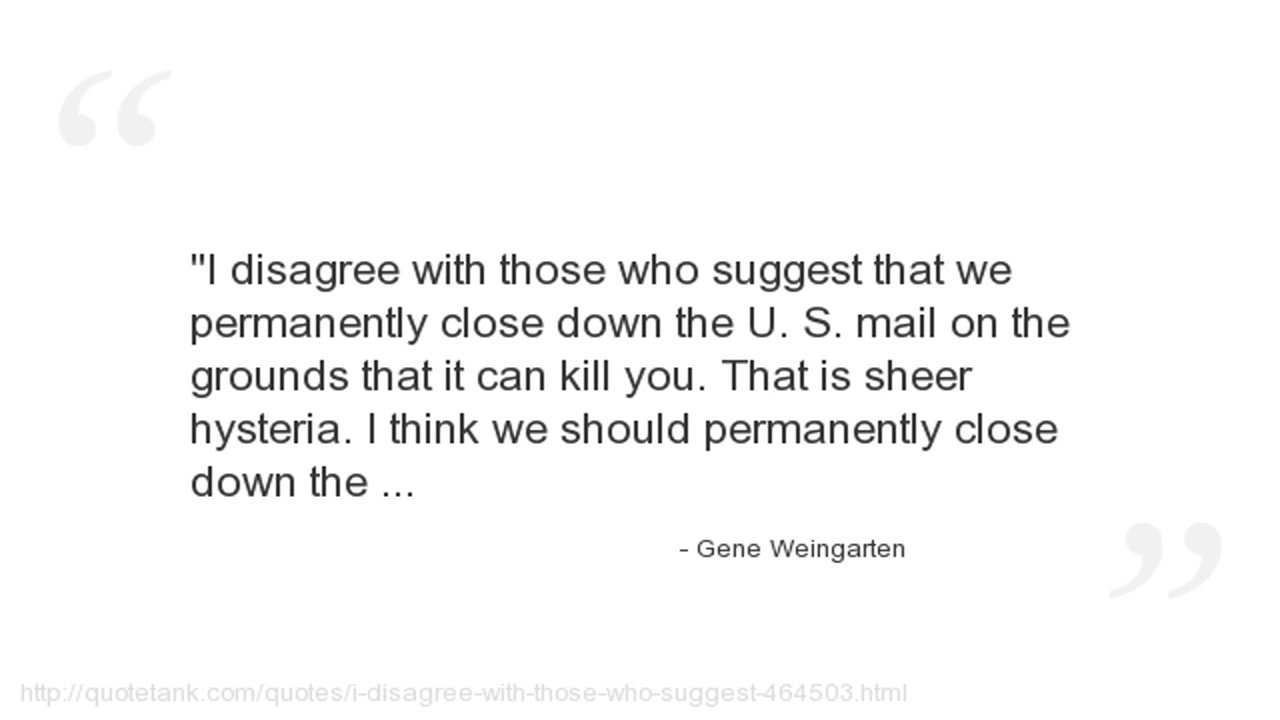 "I disagree with those who suggest that we
permanently close down the U. S. mail on the
grounds that it can kill you. That is sheer
hysteria. I think we should permanently close
down the ...
- Gene Weingarten
http://quotetank.com/quotes/i-disagree-with-those-who-suggest-464503.html